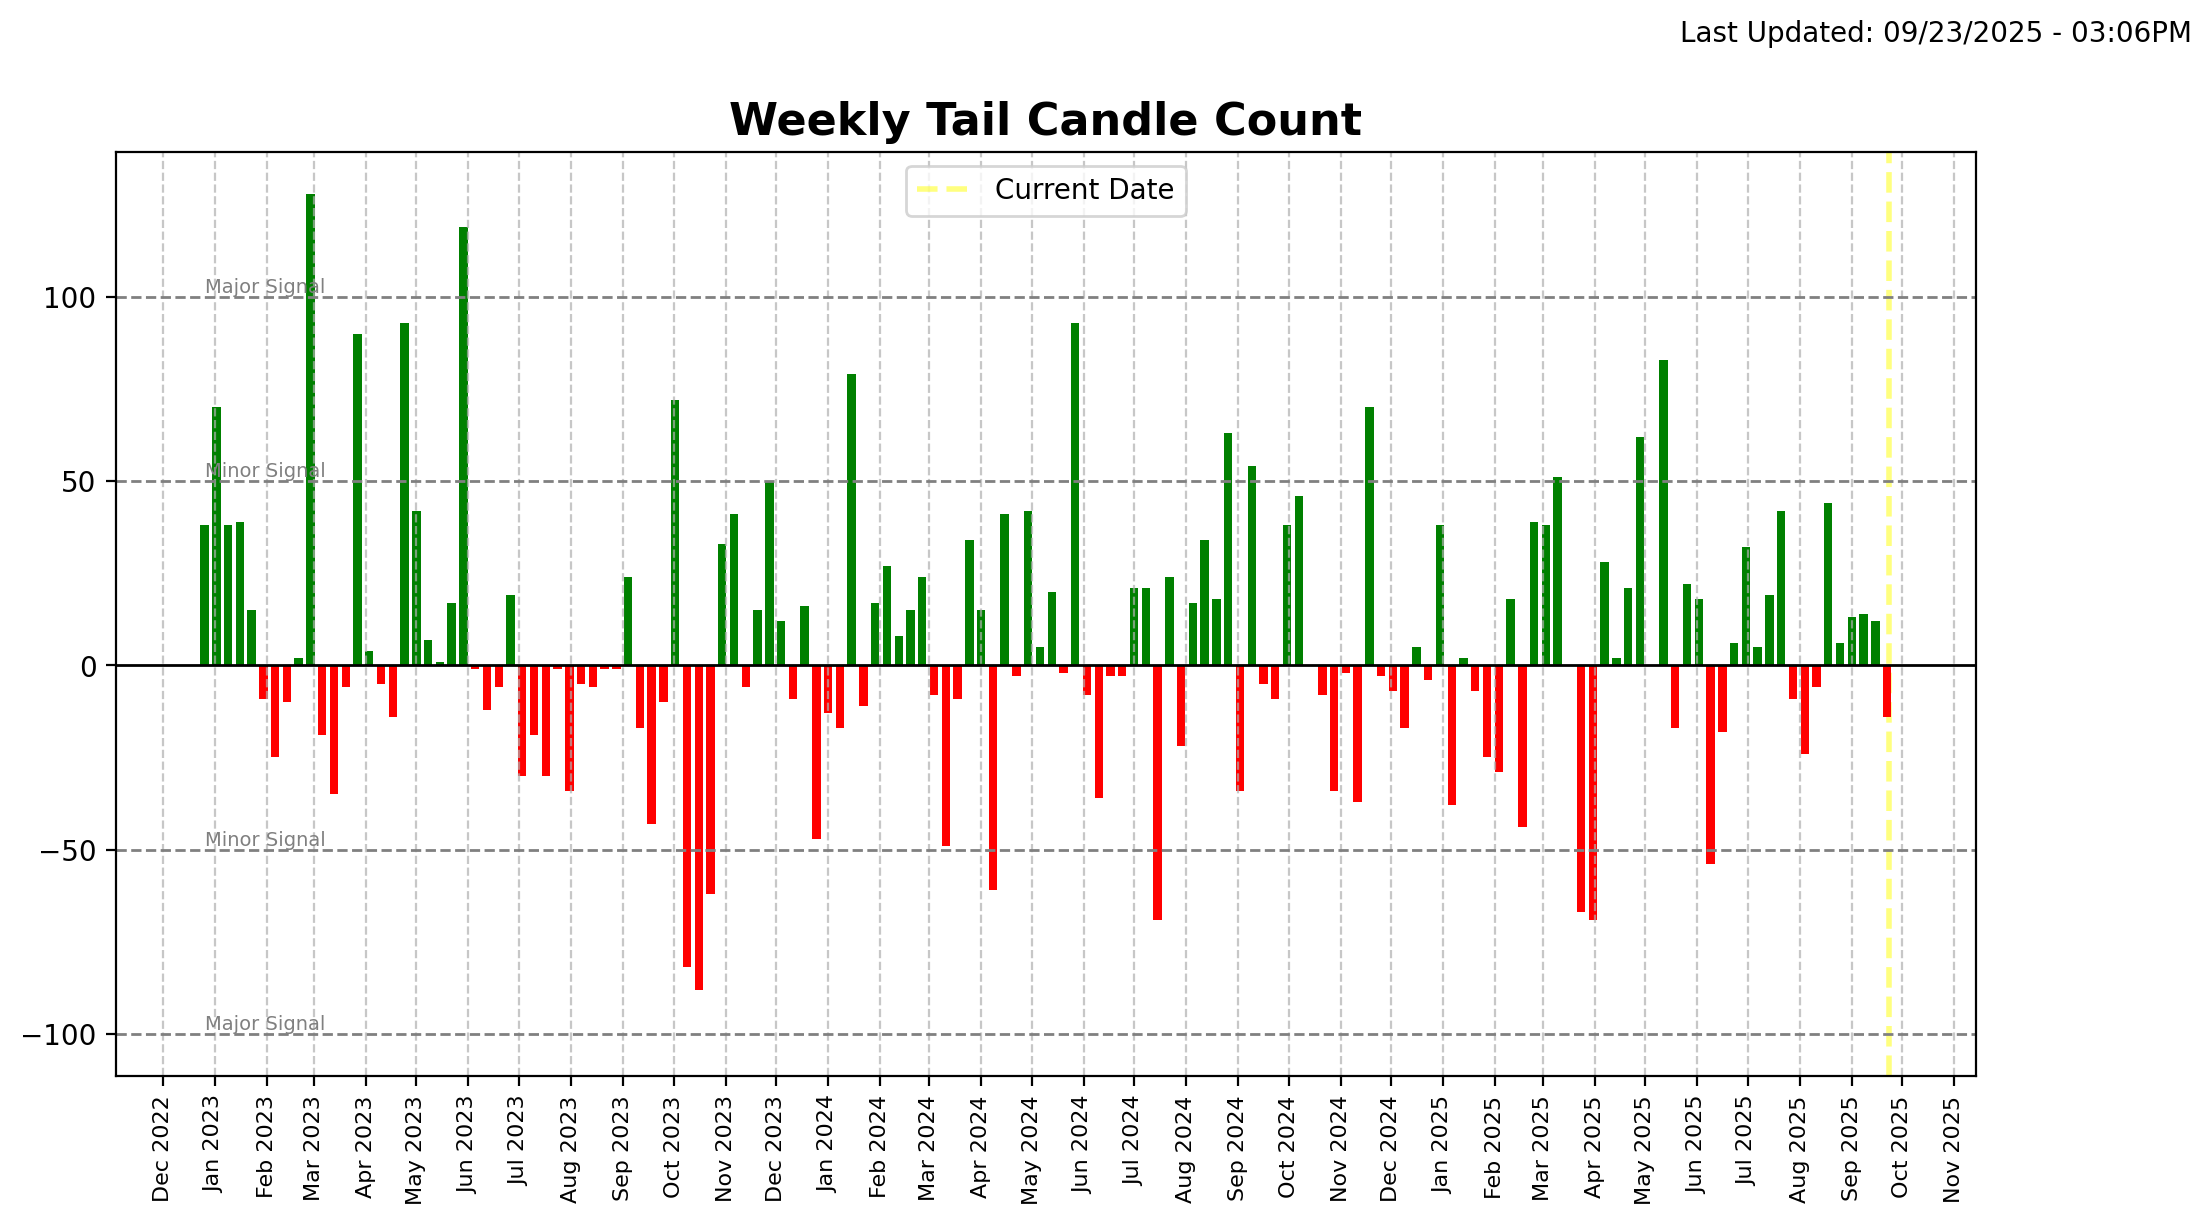 Last Updated: 09/23/2025 - 03:06PM
Weekly Tail Candle Count
Current Date
Major Signal
100
Minor Signal
50
0
Minor Signal
−50
Major Signal
−100
Dec 2022
Jan 2023
Feb 2023
Mar 2023
Apr 2023
May 2023
Jun 2023
Jul 2023
Aug 2023
Sep 2023
Oct 2023
Nov 2023
Dec 2023
Jan 2024
Feb 2024
Mar 2024
Apr 2024
May 2024
Jun 2024
Jul 2024
Aug 2024
Sep 2024
Oct 2024
Nov 2024
Dec 2024
Jan 2025
Feb 2025
Mar 2025
Apr 2025
May 2025
Jun 2025
Jul 2025
Aug 2025
Sep 2025
Oct 2025
Nov 2025